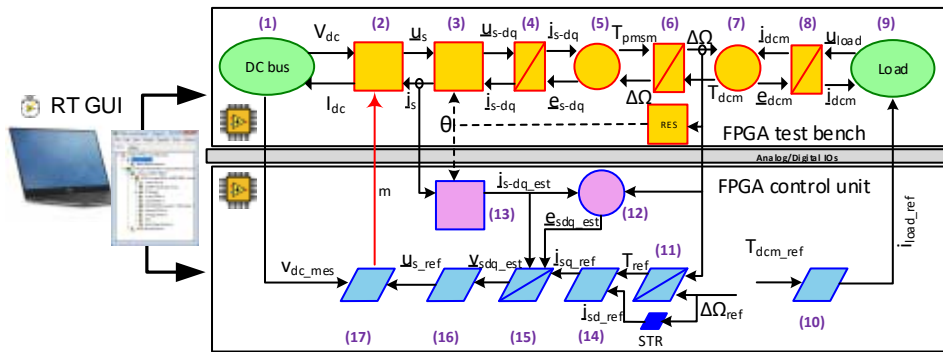 (1)
(2)
(3)
(4)
(5)
(6)
(7)
(8)
(9)
V_dc
u_s
u_s-dq
i_s-dq
T_pmsm
ΔΩ
i_dcm
u_load
DC bus
Load
I_dc
i_s
i_s-dq
e_s-dq
ΔΩ
T_dcm
e_dcm
i_dcm
RT GUI
θ
RES
FPGA test bench
Analog/Digital IOs
FPGA control unit
m
i_s-dq_est
(13)
(12)
e_sdq_est
i_load_ref
(11)
v_dc_mes
u_s_ref
v_sdq_est
i_sq_ref
T_ref
T_dcm_ref
i_sd_ref
ΔΩ_ref
(17)
(16)
(15)
(14)
STR
(10)